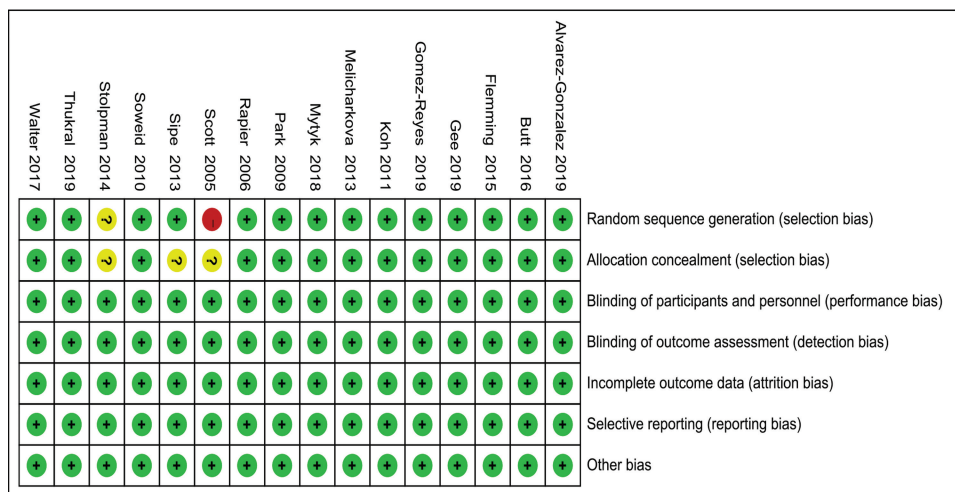 Walter 2017
Thukral 2019
Stolpman 2014
Soweid 2010
Sipe 2013
Scott 2005
Rapier 2006
Park 2009
Mytyk 2018
Melicharkova 2013
Koh 2011
Gomez-Reyes 2019
Gee 2019
Flemming 2015
Butt 2016
Alvarez-Gonzalez 2019
+ + ? + + – + + + + + + + + + + Random sequence generation (selection bias)
+ + ? + ? ? + + + + + + + + + + Allocation concealment (selection bias)
+ + + + + + + + + + + + + + + + Blinding of participants and personnel (performance bias)
+ + + + + + + + + + + + + + + + Blinding of outcome assessment (detection bias)
+ + + + + + + + + + + + + + + + Incomplete outcome data (attrition bias)
+ + + + + + + + + + + + + + + + Selective reporting (reporting bias)
+ + + + + + + + + + + + + + + + Other bias